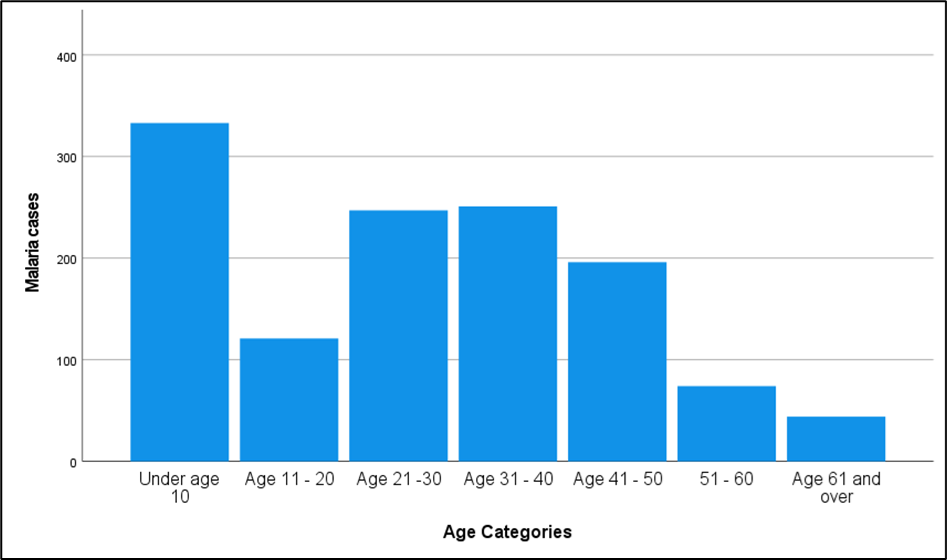 400
300
200
100
0
Malaria cases
Under age
10
Age 11 - 20
Age 21 -30
Age 31 - 40
Age 41 - 50
51 - 60
Age 61 and
over
Age Categories